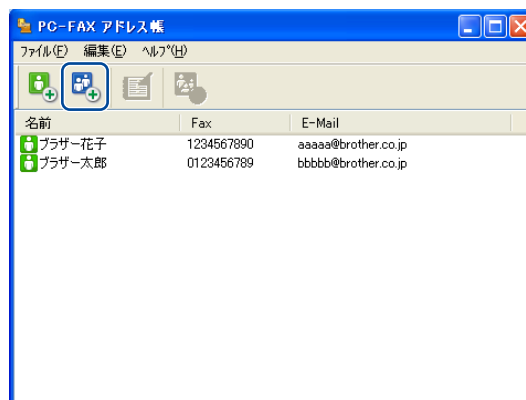 PC-FAX アドレス帳
ファイル(F) 編集(E) ヘルプ(H)
名前 Fax E-Mail
ブラザー花子 1234567890 aaaaa@brother.co.jp
ブラザー太郎 0123456789 bbbbb@brother.co.jp